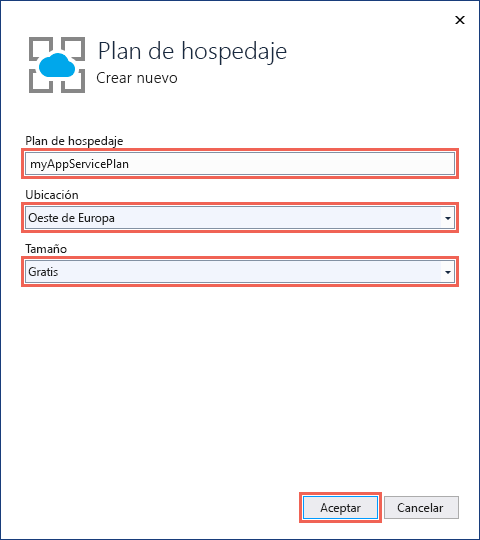 Plan de hospedaje
Crear nuevo
Plan de hospedaje
myAppServicePlan
Ubicación
Oeste de Europa
Tamaño
Gratis
Aceptar
Cancelar